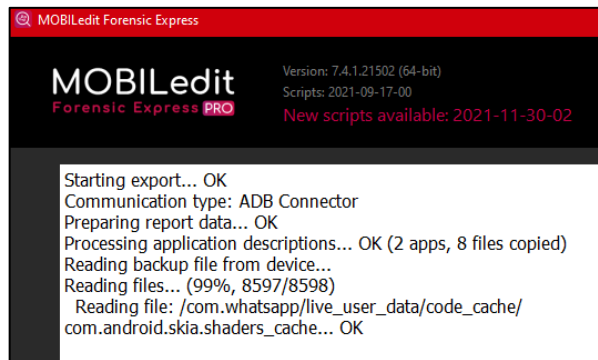 MOBILedit Forensic Express
MOBILedit
Forensic Express PRO
Version: 7.4.1.21502 (64-bit)
Scripts: 2021-09-17-00
New scripts available: 2021-11-30-02
Starting export... OK
Communication type: ADB Connector
Preparing report data... OK
Processing application descriptions... OK (2 apps, 8 files copied)
Reading backup file from device...
Reading files... (99%, 8597/8598)
Reading file: /com.whatsapp/live_user_data/code_cache/
com.android.skia.shaders_cache... OK